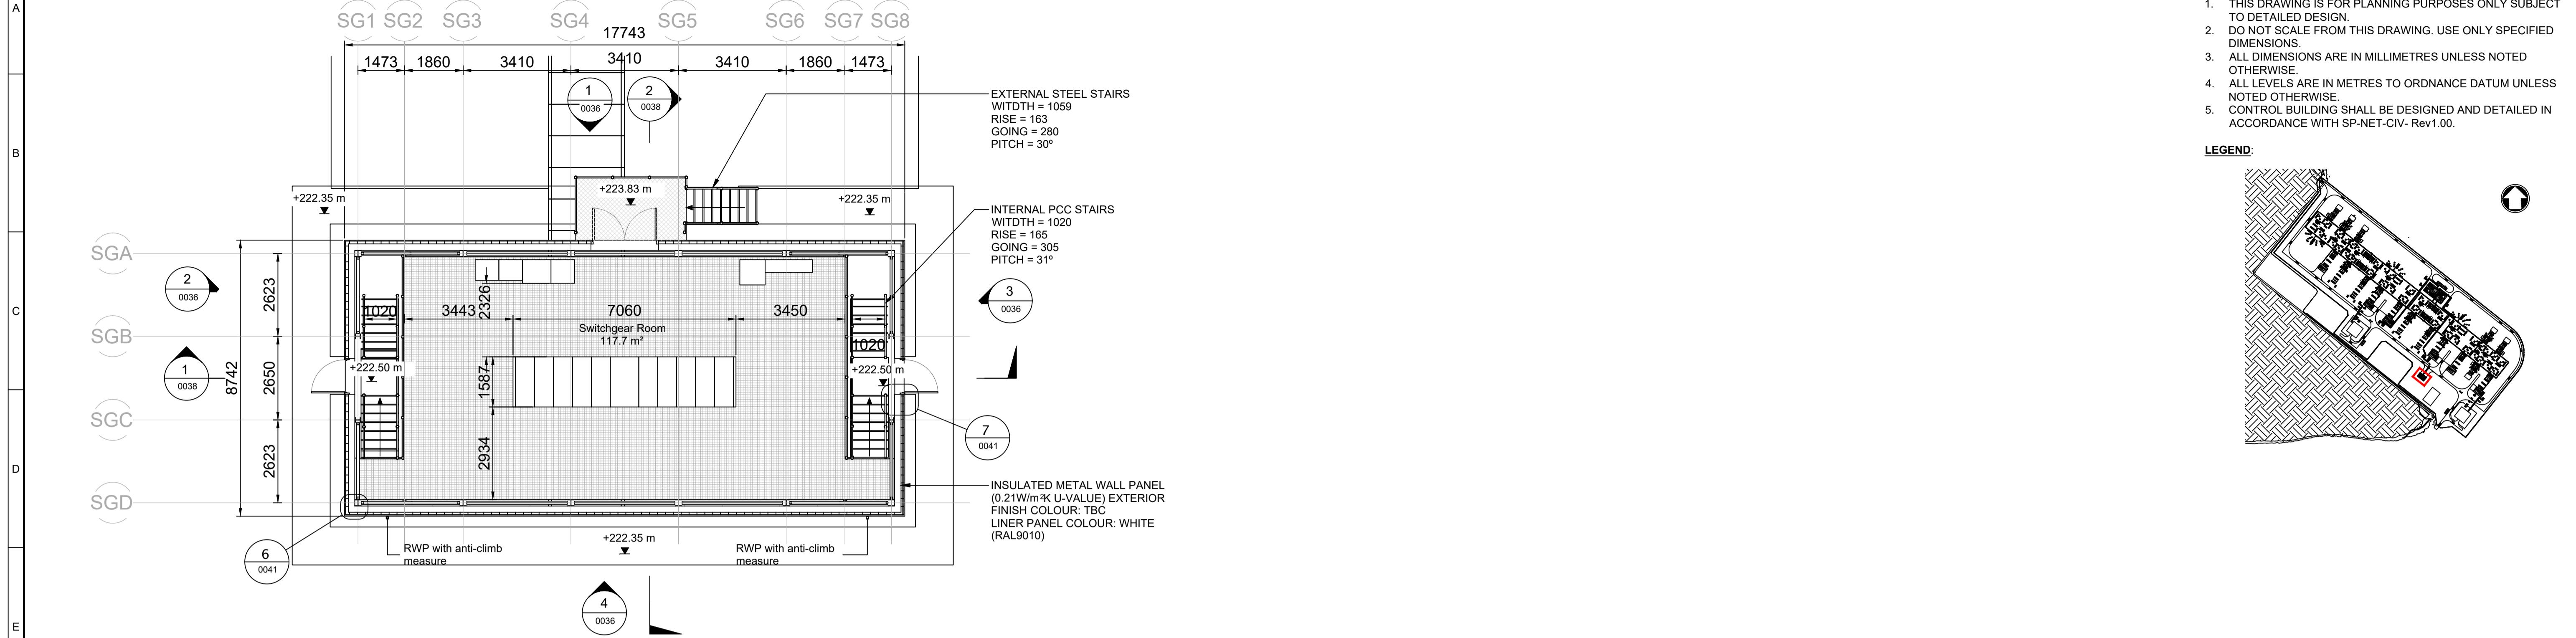 A
B
C
D
E
SG1 SG2 SG3 SG4 SG5 SG6 SG7 SG8
17743
1473 1860 3410 3410 3410 1860 1473
1
0036
2
0038
EXTERNAL STEEL STAIRS
WITDTH = 1059
RISE = 163
GOING = 280
PITCH = 30º
+223.83 m
+222.35 m
+222.35 m
INTERNAL PCC STAIRS
WITDTH = 1020
RISE = 165
GOING = 305
PITCH = 31º
SGA
SGB
SGC
SGD
2
0036
1
0038
8742
2623
2650
2623
1020
3443
2326
7060
3450
Switchgear Room
117.7 m²
1020
3
0036
+222.50 m
+222.50 m
1587
2934
7
0041
INSULATED METAL WALL PANEL
(0.21W/m²K U-VALUE) EXTERIOR
FINISH COLOUR: TBC
LINER PANEL COLOUR: WHITE
(RAL9010)
6
0041
RWP with anti-climb
measure
+222.35 m
RWP with anti-climb
measure
4
0036
1. THIS DRAWING IS FOR PLANNING PURPOSES ONLY SUBJECT
TO DETAILED DESIGN.
2. DO NOT SCALE FROM THIS DRAWING. USE ONLY SPECIFIED
DIMENSIONS.
3. ALL DIMENSIONS ARE IN MILLIMETRES UNLESS NOTED
OTHERWISE.
4. ALL LEVELS ARE IN METRES TO ORDNANCE DATUM UNLESS
NOTED OTHERWISE.
5. CONTROL BUILDING SHALL BE DESIGNED AND DETAILED IN
ACCORDANCE WITH SP-NET-CIV- Rev1.00.
LEGEND: